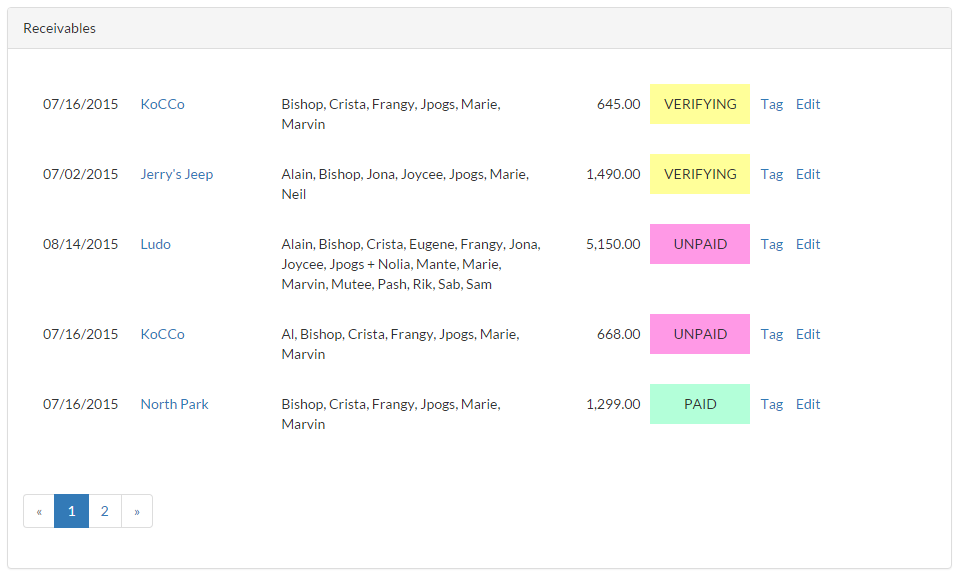 Receivables
07/16/2015 KoCCo Bishop, Crista, Frangy, Jpogs, Marie, 645.00 VERIFYING Tag Edit
Marvin
07/02/2015 Jerry's Jeep Alain, Bishop, Jona, Joycee, Jpogs, Marie, 1,490.00 VERIFYING Tag Edit
Neil
08/14/2015 Ludo Alain, Bishop, Crista, Eugene, Frangy, Jona, 5,150.00 UNPAID Tag Edit
Joycee, Jpogs + Nolia, Mante, Marie,
Marvin, Mutee, Pash, Rik, Sab, Sam
07/16/2015 KoCCo Al, Bishop, Crista, Frangy, Jpogs, Marie, 668.00 UNPAID Tag Edit
Marvin
07/16/2015 North Park Bishop, Crista, Frangy, Jpogs, Marie, 1,299.00 PAID Tag Edit
Marvin
« 1 2 »